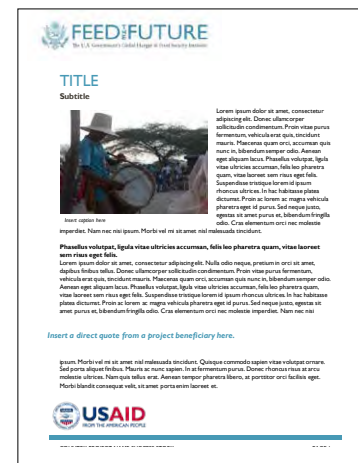 FEED THE FUTURE
The U.S. Government's Global Hunger & Food Security Initiative
TITLE
Subtitle
Lorem ipsum dolor sit amet, consectetur
adipiscing elit. Donec ullamcorper
sollicitudin condimentum. Proin vitae purus
fermentum, vehicula erat quis, tincidunt
mauris. Maecenas quam orci, accumsan quis
nunc in, bibendum semper odio. Aenean
eget aliquam lacus. Phasellus volutpat, ligula
vitae ultricies accumsan, felis leo pharetra
quam, vitae laoreet sem risus eget felis.
Suspendisse tristique lorem id ipsum
rhoncus ultrices. In hac habitasse platea
dictumst. Proin ac lorem ac magna vehicula
pharetra eget id purus. Sed neque justo,
egestas sit amet purus et, bibendum fringilla
odio. Cras elementum orci nec molestie
Insert caption here
imperdiet. Nam nec nisi ipsum. Morbi vel mi sit amet nisl malesuada tincidunt.
Phasellus volutpat, ligula vitae ultricies accumsan, felis leo pharetra quam, vitae laoreet
sem risus eget felis.
Lorem ipsum dolor sit amet, consectetur adipiscing elit. Nulla odio neque, pretium in orci sit amet,
dapibus finibus tellus. Donec ullamcorper sollicitudin condimentum. Proin vitae purus fermentum,
vehicula erat quis, tincidunt mauris. Maecenas quam orci, accumsan quis nunc in, bibendum semper odio.
Aenean eget aliquam lacus. Phasellus volutpat, ligula vitae ultricies accumsan, felis leo pharetra quam,
vitae laoreet sem risus eget felis. Suspendisse tristique lorem id ipsum rhoncus ultrices. In hac habitasse
platea dictumst. Proin ac lorem ac magna vehicula pharetra eget id purus. Sed neque justo, egestas sit
amet purus et, bibendum fringilla odio. Cras elementum orci nec molestie imperdiet. Nam nec nisi
Insert a direct quote from a project beneficiary here.
ipsum. Morbi vel mi sit amet nisl malesuada tincidunt. Quisque commodo sapien vitae volutpat ornare.
Sed porta aliquet finibus. Mauris ac nunc sapien. In at fermentum purus. Donec rhoncus risus at arcu
molestie ultrices. Nam quis tellus erat. Aenean tempor pharetra libero, at porttitor orci facilisis eget.
Morbi blandit consequat velit, sit amet porta enim laoreet et.
USAID
FROM THE AMERICAN PEOPLE